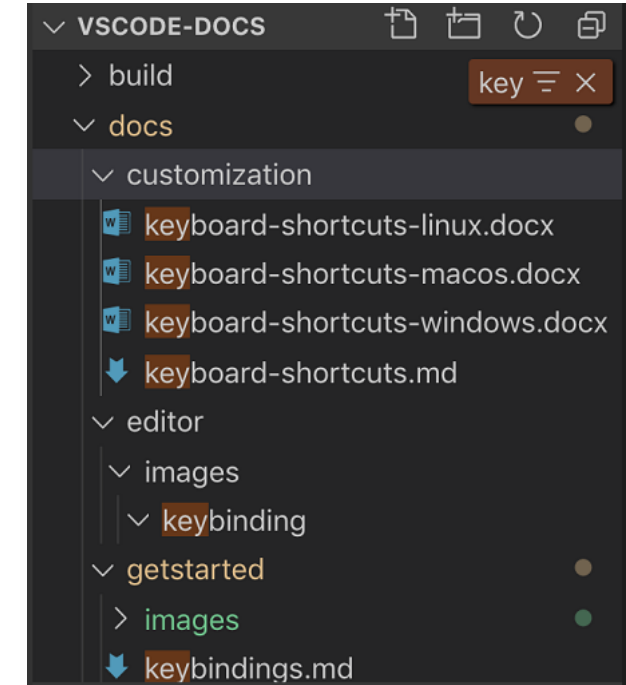 VSCODE-DOCS
build
key
docs
customization
keyboard-shortcuts-linux.docx
keyboard-shortcuts-macos.docx
keyboard-shortcuts-windows.docx
keyboard-shortcuts.md
editor
images
keybinding
getstarted
images
keybindings.md